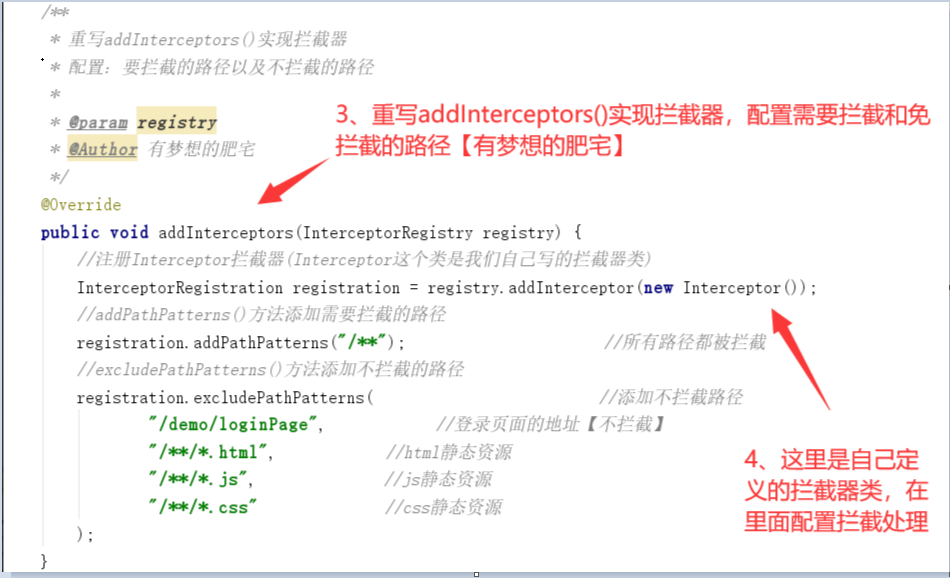 /**
* 重写addInterceptors()实现拦截器
* 配置：要拦截的路径以及不拦截的路径
*
* @param registry
* @Author 有梦想的肥宅
*/
3、重写addInterceptors()实现拦截器，配置需要拦截和免
拦截的路径【有梦想的肥宅】
@Override
public void addInterceptors(InterceptorRegistry registry) {
//注册Interceptor拦截器(Interceptor这个类是我们自己写的拦截器类)
InterceptorRegistration registration = registry.addInterceptor(new Interceptor());
//addPathPatterns()方法添加需要拦截的路径
registration.addPathPatterns("/**"); //所有路径都被拦截
//excludePathPatterns()方法添加不拦截的路径
registration.excludePathPatterns( //添加不拦截路径
"/demo/loginPage", //登录页面的地址【不拦截】
"/**/*.html", //html静态资源
"/**/*.js", //js静态资源
"/**/*.css" //css静态资源
);
}
4、这里是自己定
义的拦截器类，在
里面配置拦截处理